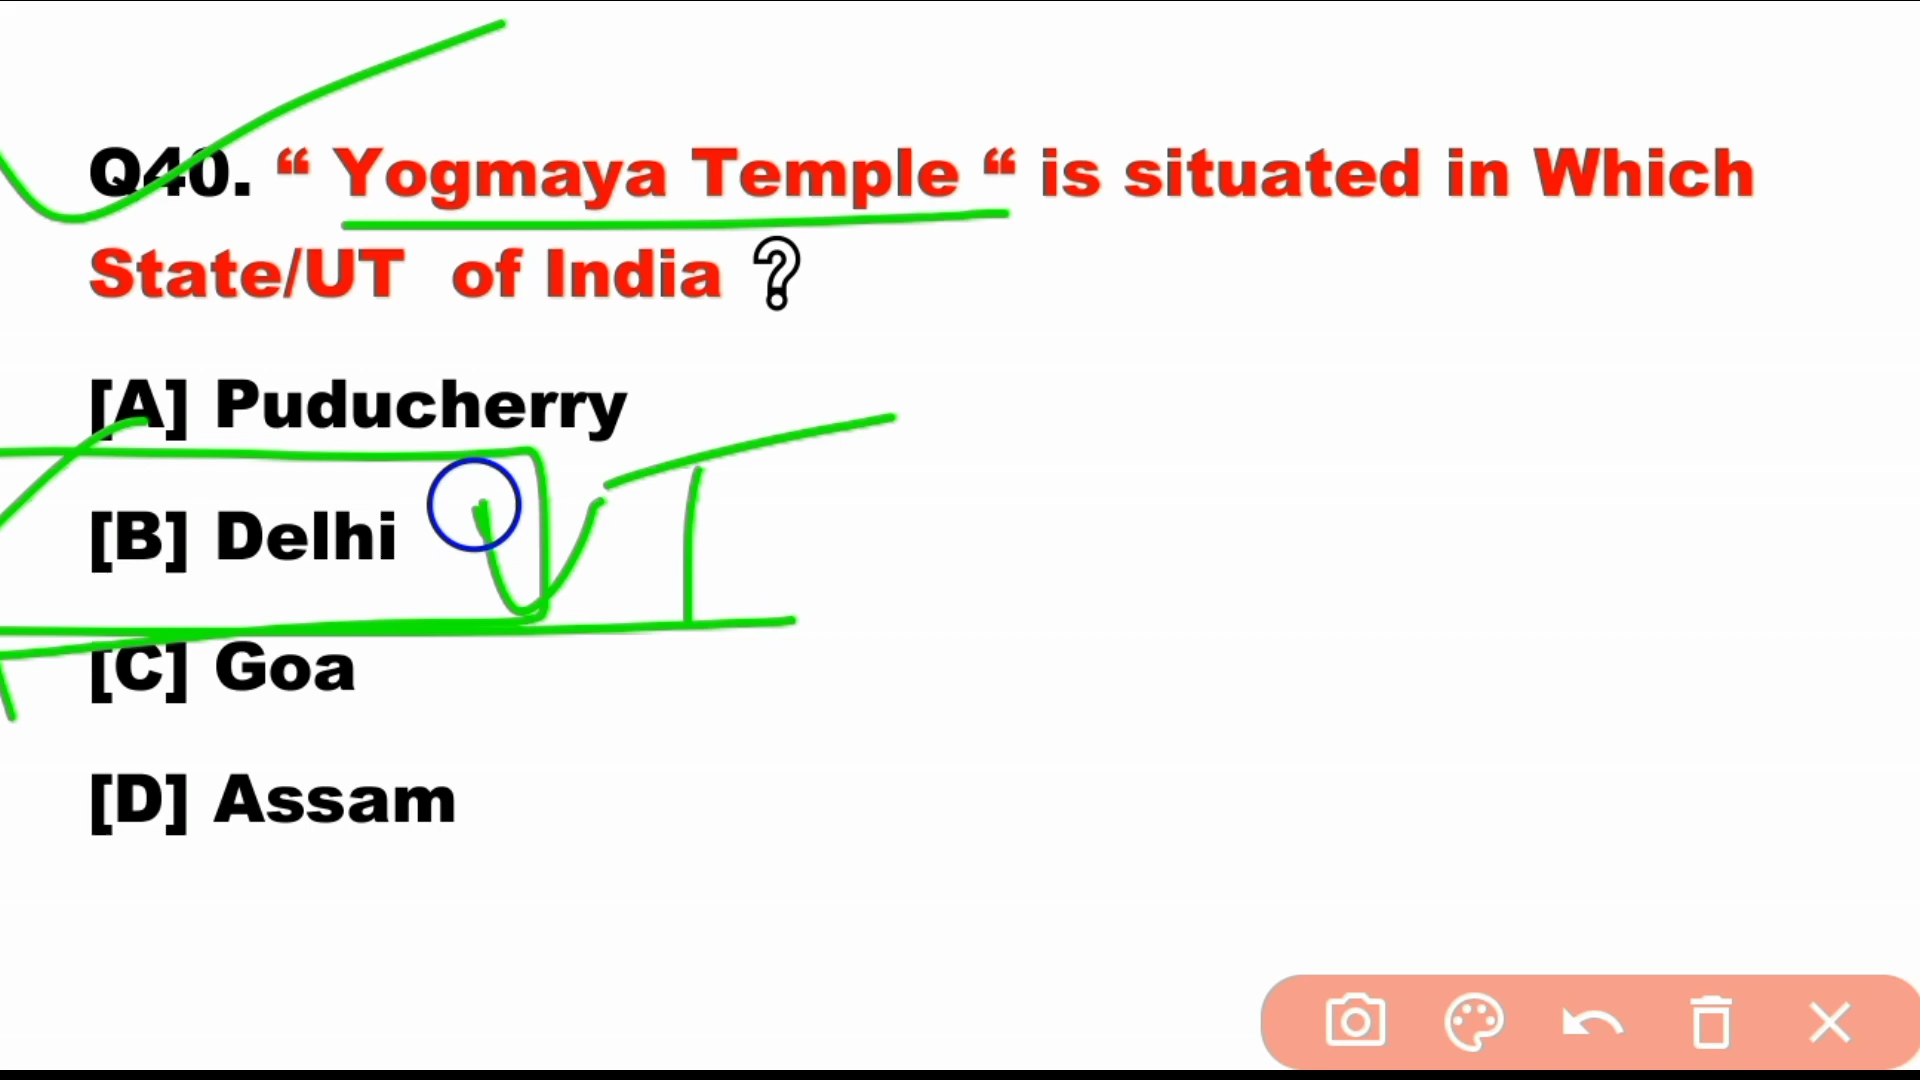 Q40. “ Yogmaya Temple “ is situated in Which
State/UT of India ?
[A] Puducherry
[B] Delhi
[C] Goa
[D] Assam